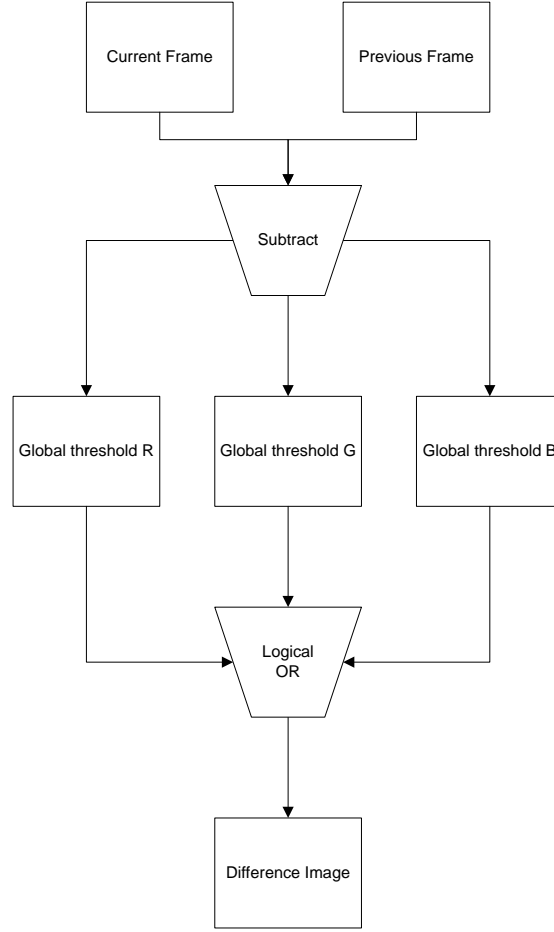 Current Frame
Previous Frame
Subtract
Global threshold R
Global threshold G
Global threshold B
Logical
OR
Difference Image